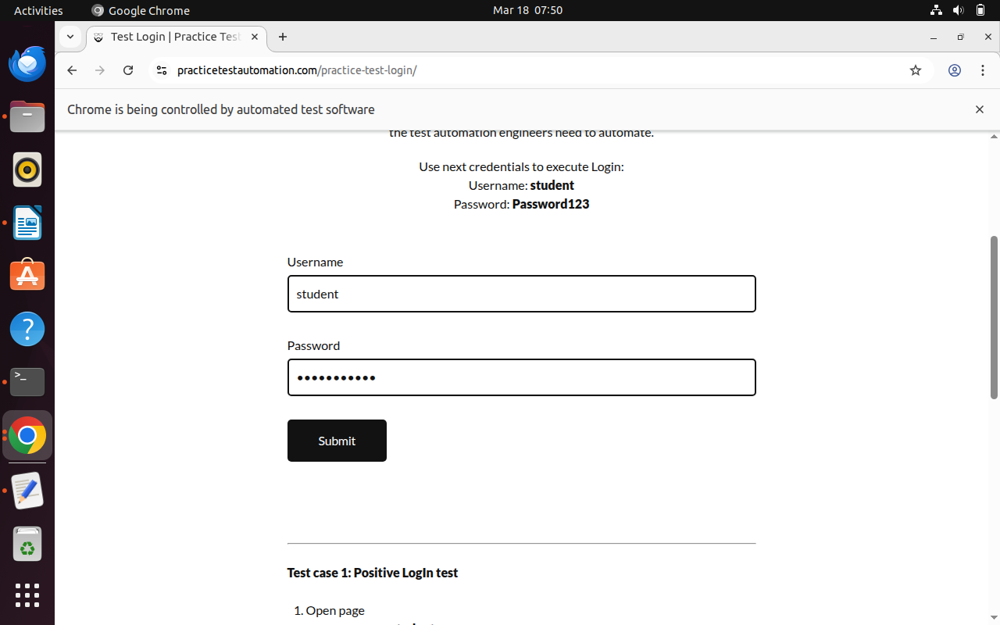 Activities
Google Chrome
Mar 18 07:50
Test Login | Practice Test
practicetestautomation.com/practice-test-login/
Chrome is being controlled by automated test software
the test automation engineers need to automate.
Use next credentials to execute Login:
Username: student
Password: Password123
Username
student
Password
•••••••••••
Submit
Test case 1: Positive LogIn test
1. Open page